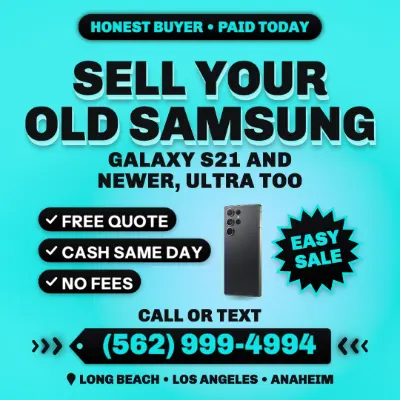 HONEST BUYER • PAID TODAY
SELL YOUR
OLD SAMSUNG
GALAXY S21 AND
NEWER, ULTRA TOO
FREE QUOTE
CASH SAME DAY
NO FEES
EASY
SALE
CALL OR TEXT
(562) 999-4994
LONG BEACH • LOS ANGELES • ANAHEIM